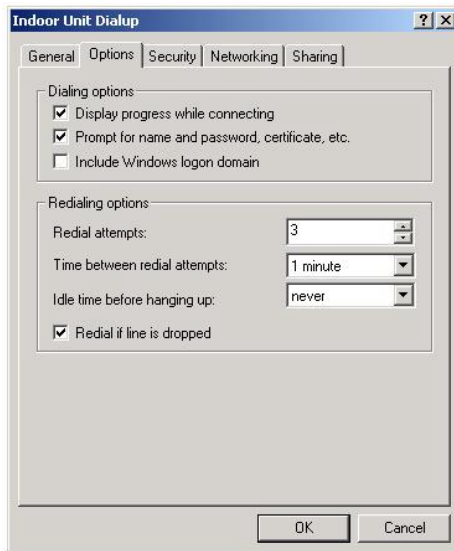 Indoor Unit Dialup
General Options Security Networking Sharing
Dialing options
Display progress while connecting
Prompt for name and password, certificate, etc.
Include Windows logon domain
Redialing options
Redial attempts: 3
Time between redial attempts: 1 minute
Idle time before hanging up: never
Redial if line is dropped
OK Cancel